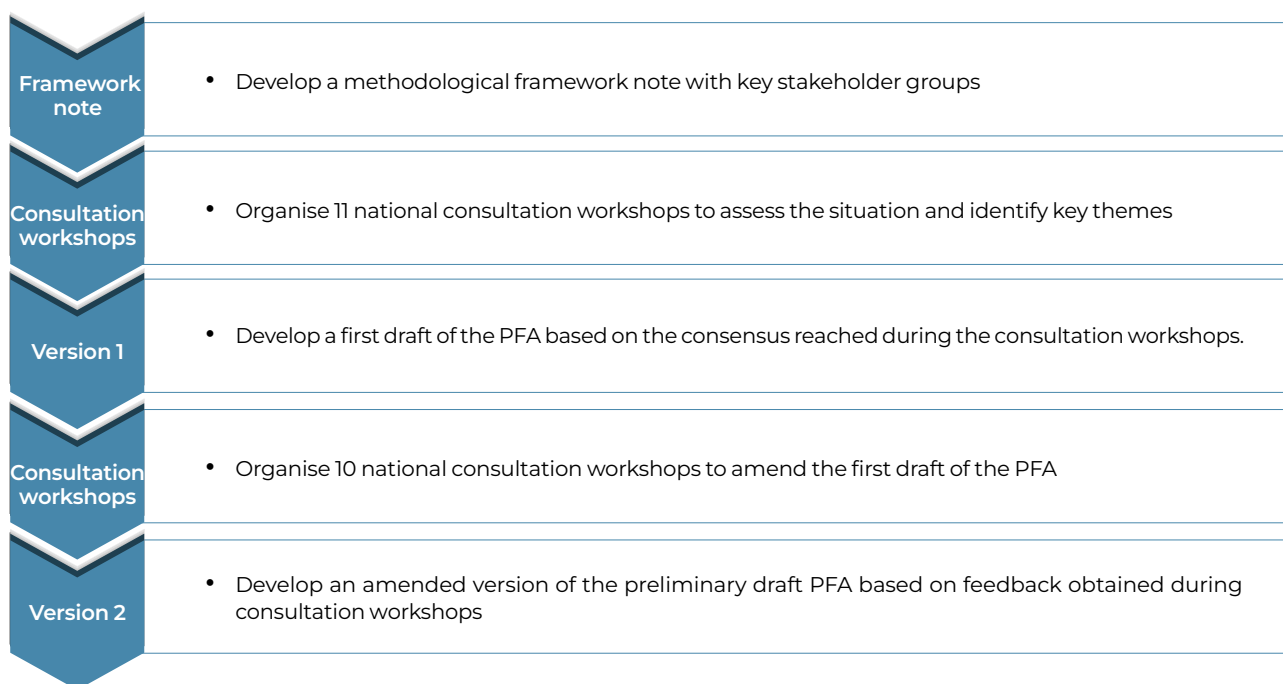 Framework
note
• Develop a methodological framework note with key stakeholder groups
Consultation
workshops
• Organise 11 national consultation workshops to assess the situation and identify key themes
Version 1
• Develop a first draft of the PFA based on the consensus reached during the consultation workshops.
Consultation
workshops
• Organise 10 national consultation workshops to amend the first draft of the PFA
Version 2
• Develop an amended version of the preliminary draft PFA based on feedback obtained during
consultation workshops